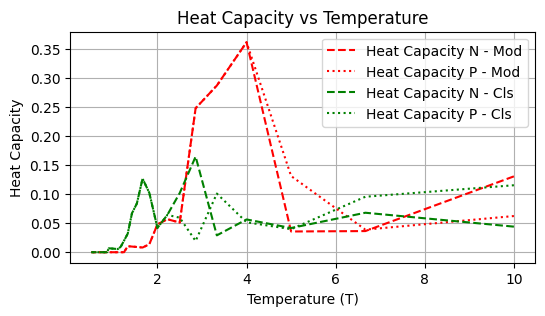 Heat Capacity vs Temperature
Heat Capacity
0.35
0.30
0.25
0.20
0.15
0.10
0.05
0.00
Heat Capacity N - Mod
Heat Capacity P - Mod
Heat Capacity N - Cls
Heat Capacity P - Cls
2 4 6 8 10
Temperature (T)